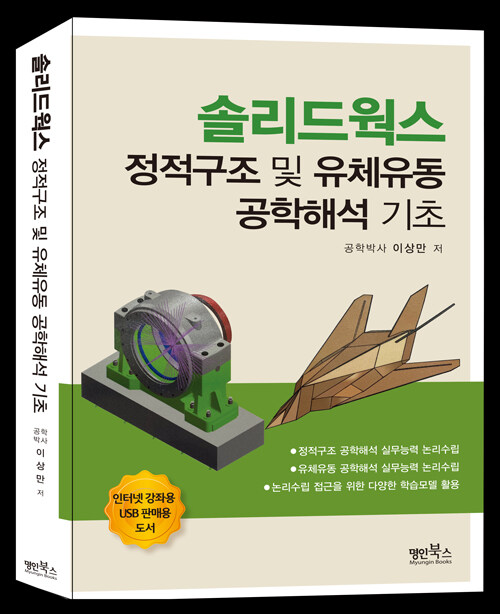 솔리드웍스
정적구조 및 유체유동
공학해석 기초
공학박사 이상만 저
●정적구조 공학해석 실무능력 논리수립
●유체유동 공학해석 실무능력 논리수립
●논리수립 접근을 위한 다양한 학습모델 활용
인터넷 강좌용
USB 판매용
도서
명인북스
Myungin Books
솔리드웍스 정적구조 및 유체유동 공학해석 기초
공학
박사 이상만 저
명인북스
Myungin Books